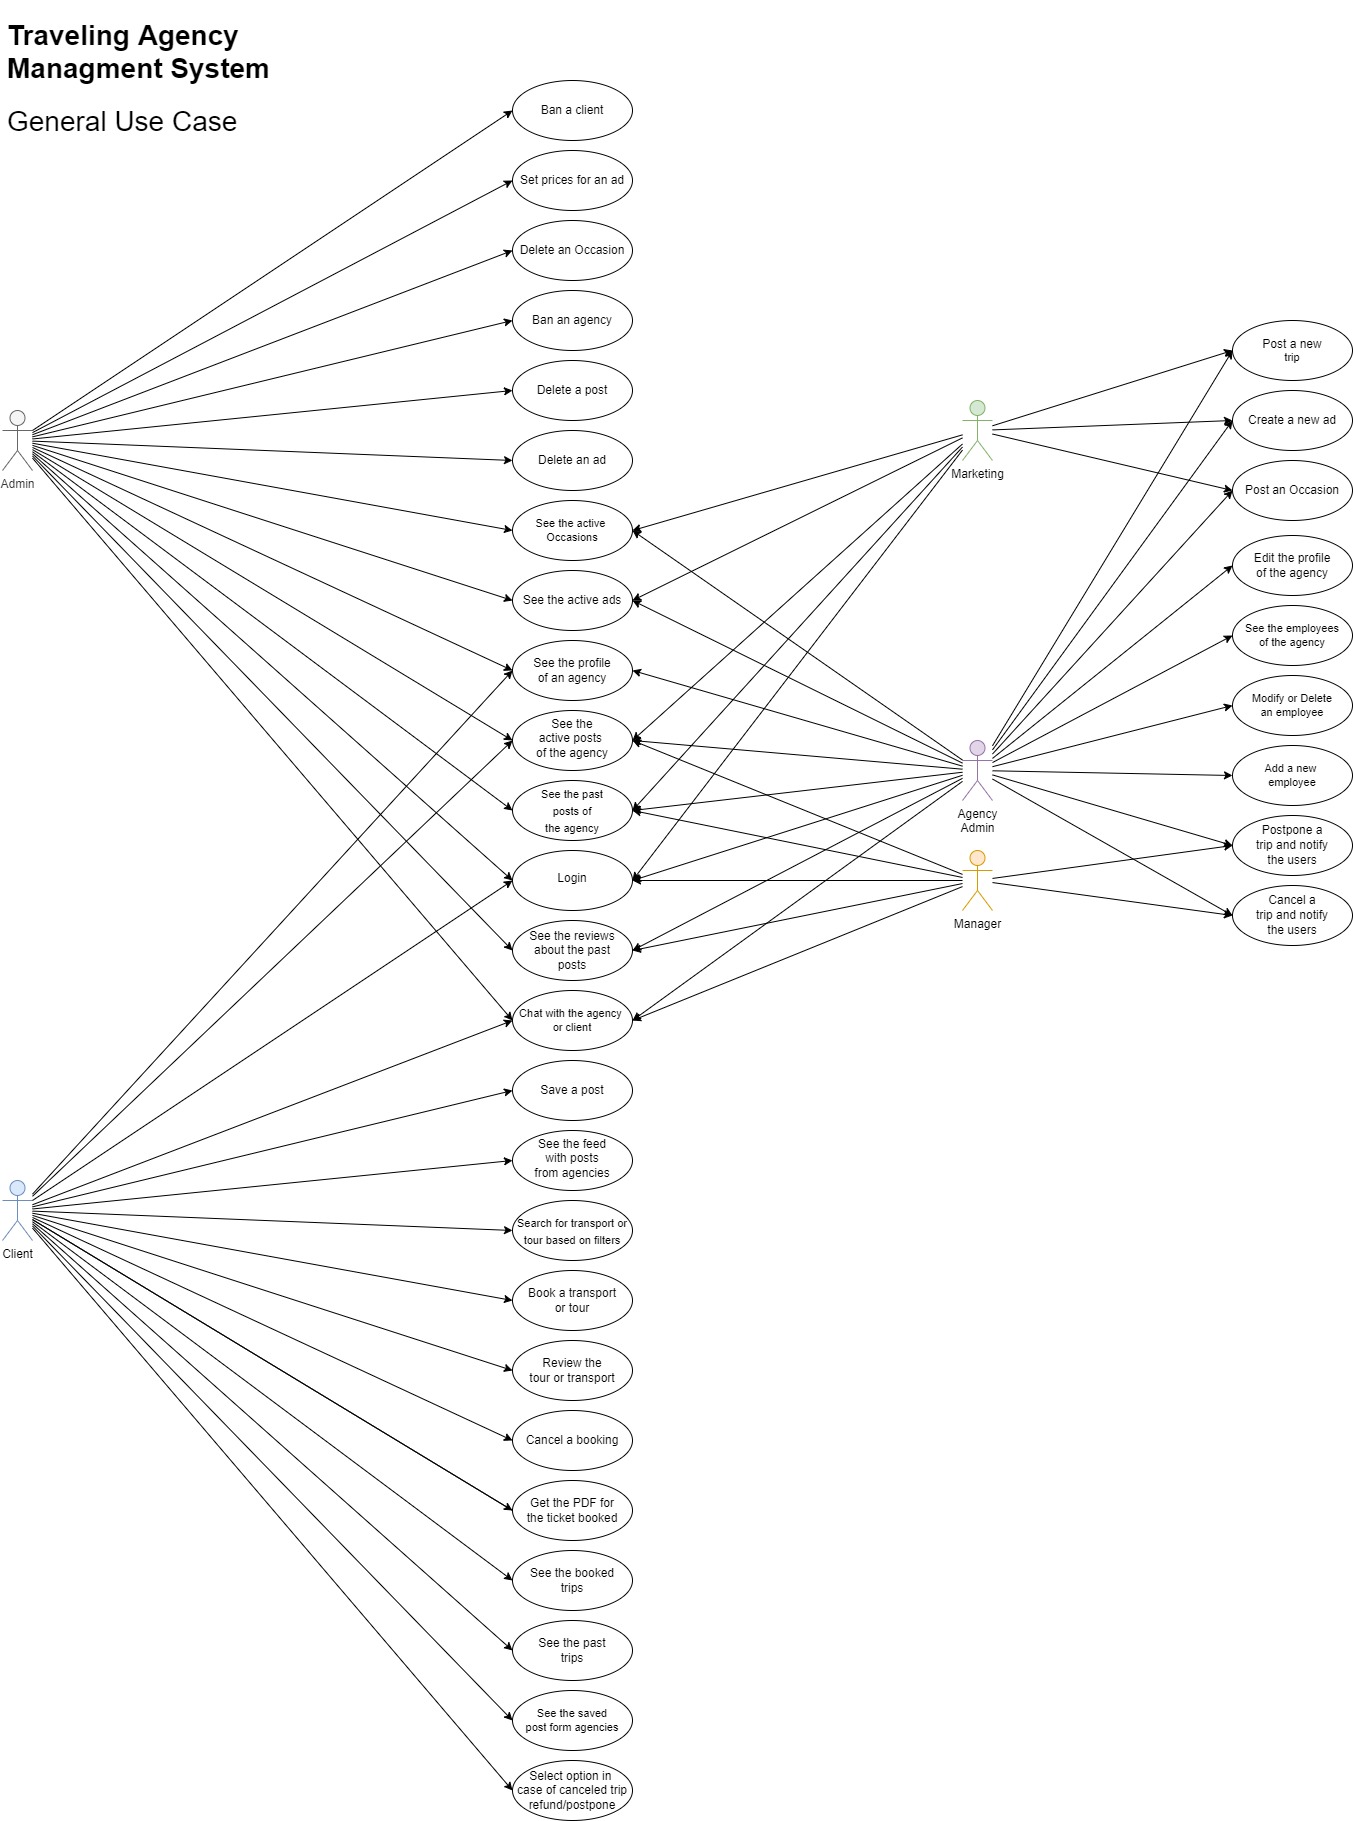 Traveling Agency
Managment System
General Use Case
Ban a client
Set prices for an ad
Delete an Occasion
Ban an agency
Delete a post
Delete an ad
See the active
Occasions
See the active ads
See the profile
of an agency
See the
active posts
of the agency
See the past
posts of
the agency
Login
See the reviews
about the past
posts
Chat with the agency
or client
Save a post
See the feed
with posts
from agencies
Search for transport or
tour based on filters
Book a transport
or tour
Review the
tour or transport
Cancel a booking
Get the PDF for
the ticket booked
See the booked
trips
See the past
trips
See the saved
post form agencies
Select option in
case of canceled trip
refund/postpone
Admin
Client
Marketing
Agency
Admin
Manager
Post a new
trip
Create a new ad
Post an Occasion
Edit the profile
of the agency
See the employees
of the agency
Modify or Delete
an employee
Add a new
employee
Postpone a
trip and notify
the users
Cancel a
trip and notify
the users